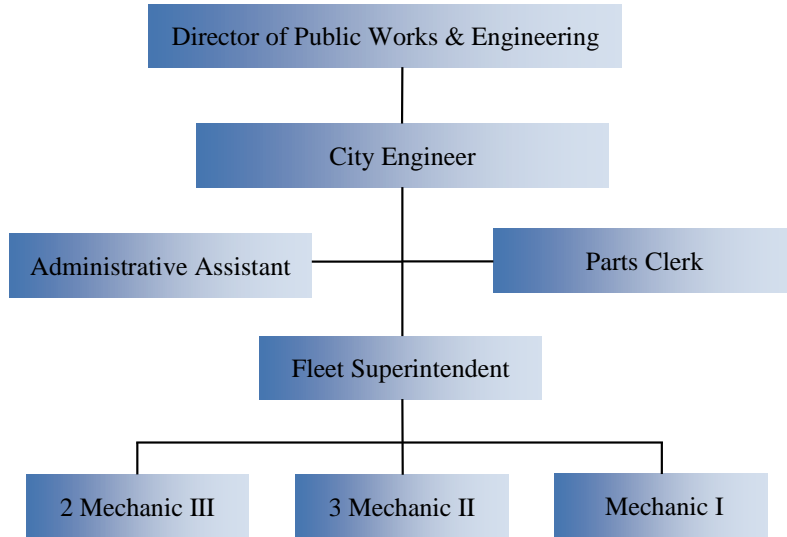 Director of Public Works & Engineering
City Engineer
Administrative Assistant
Parts Clerk
Fleet Superintendent
2 Mechanic III
3 Mechanic II
Mechanic I